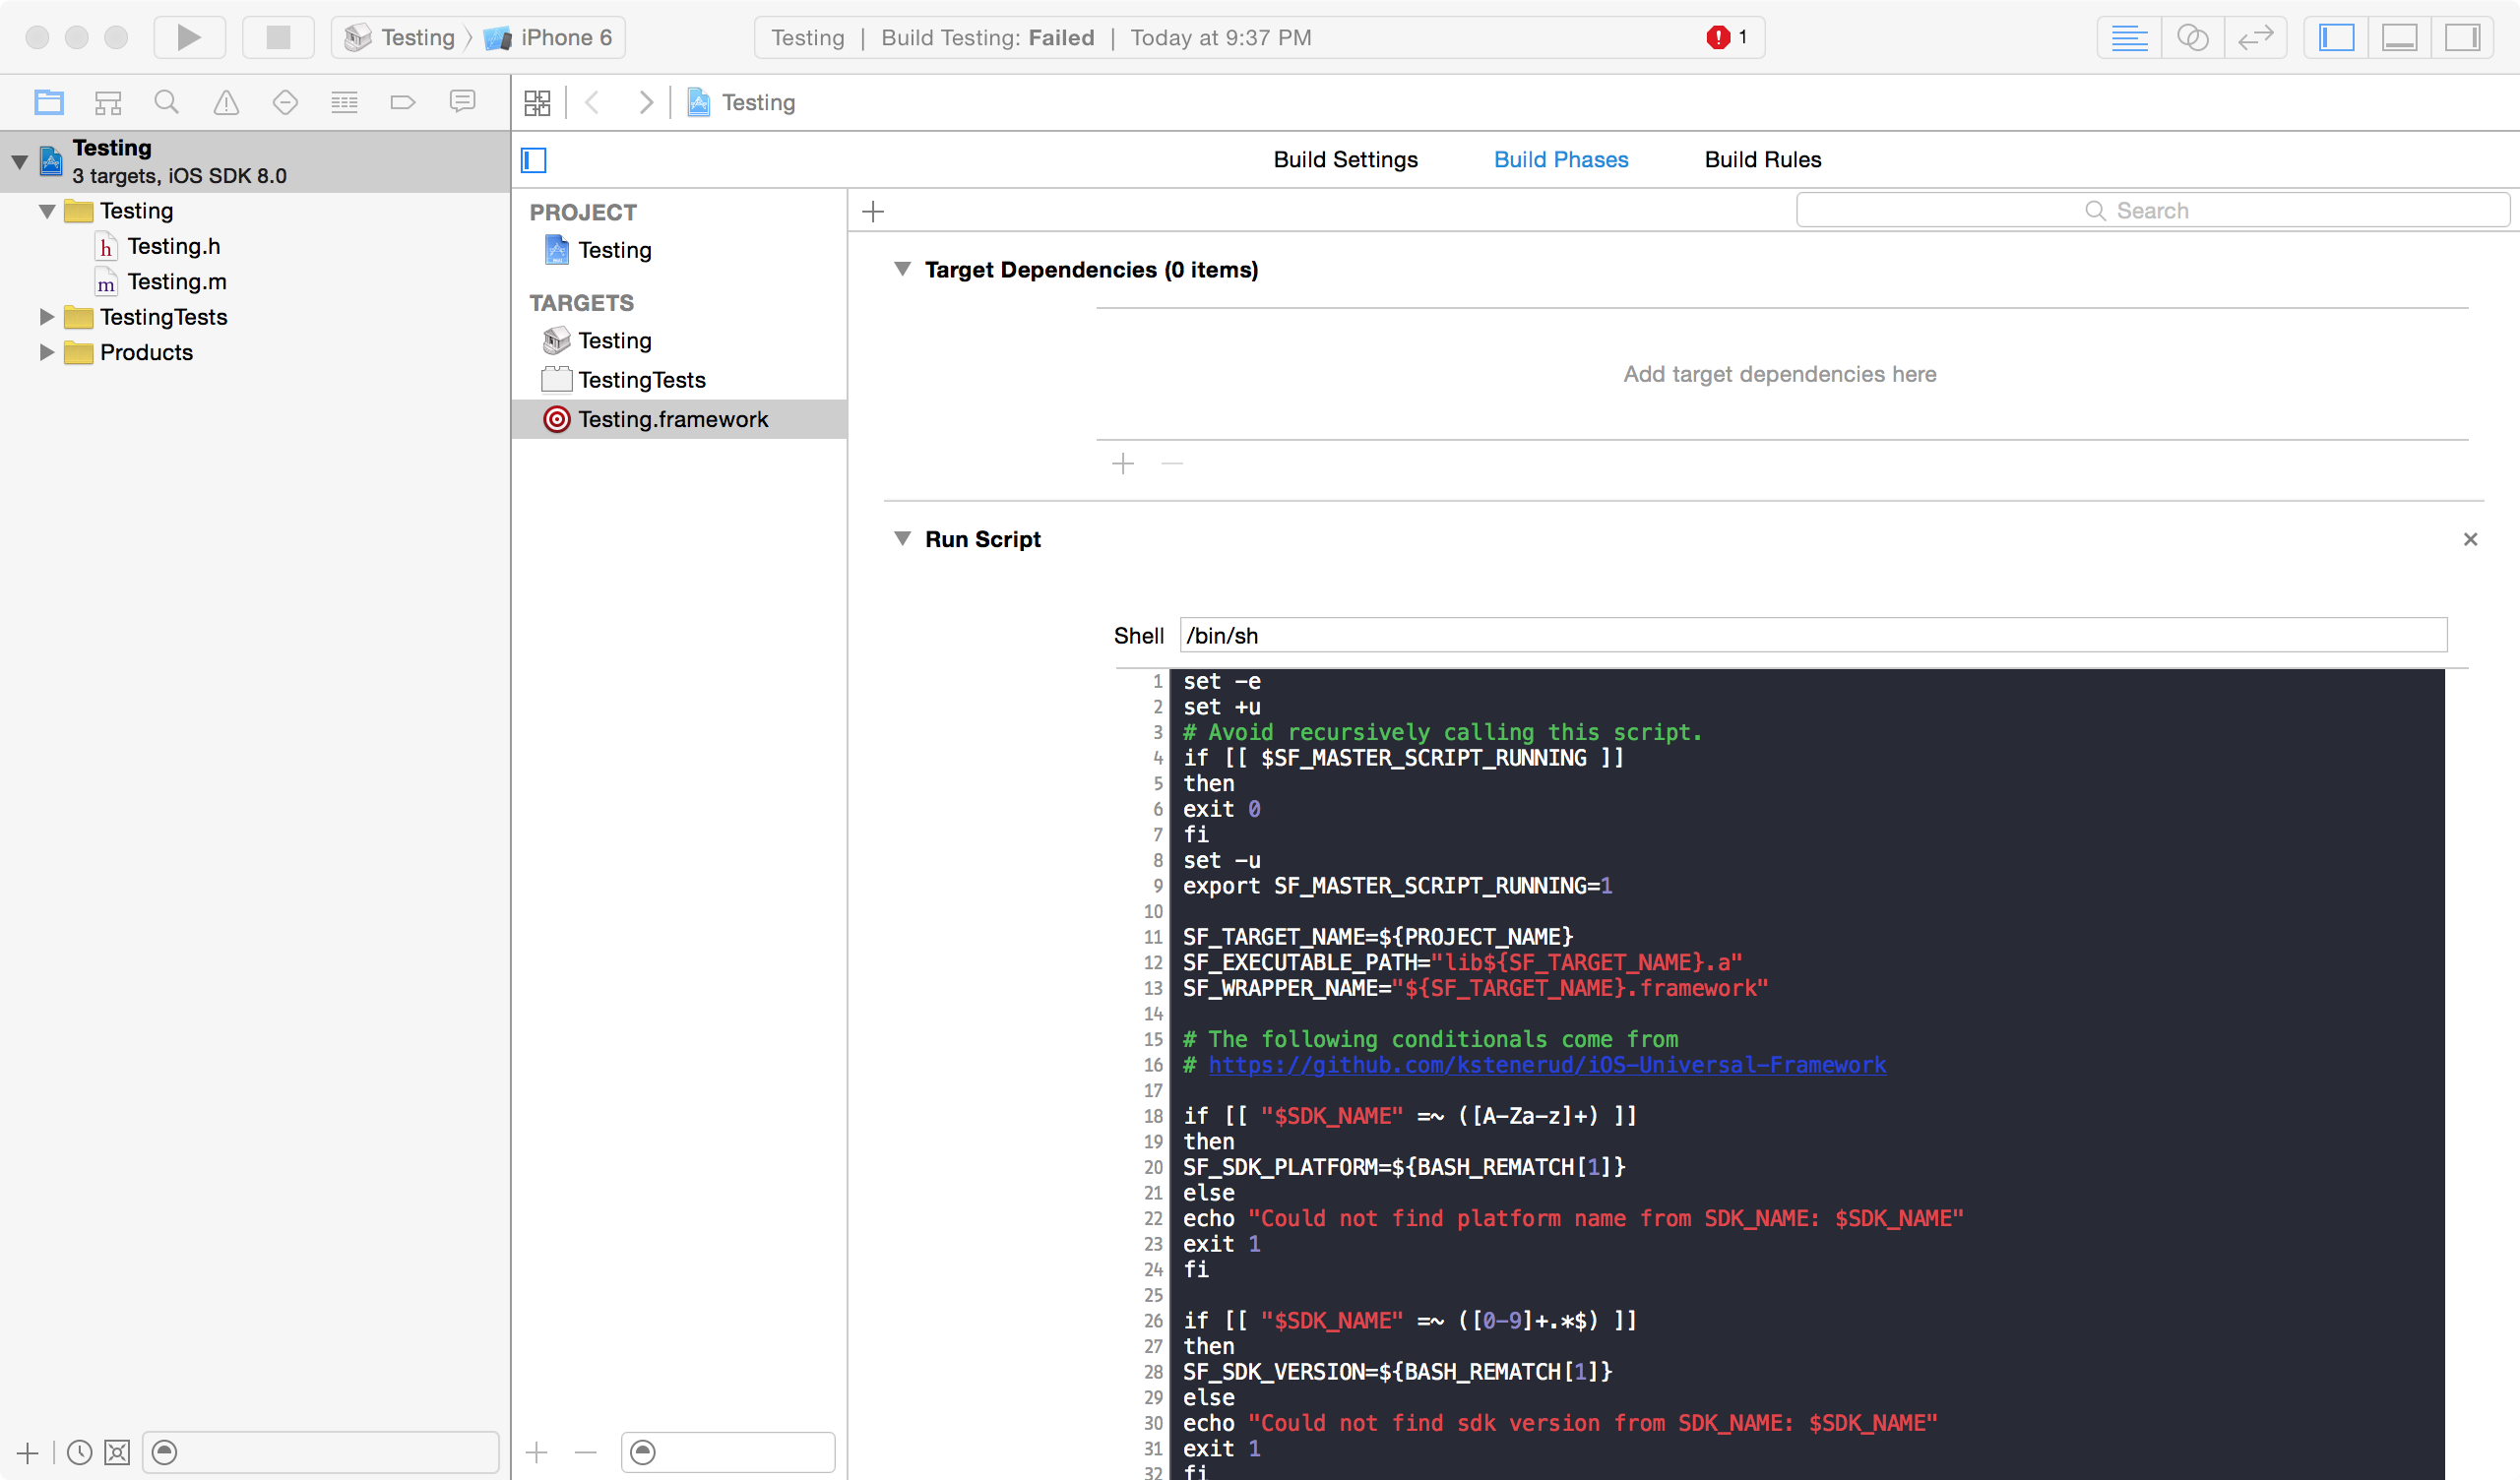 Testing iPhone 6
Testing | Build Testing: Failed | Today at 9:37 PM
1
Testing
Testing
3 targets, iOS SDK 8.0
Testing
h Testing.h
m Testing.m
TestingTests
Products
Build Settings Build Phases Build Rules
PROJECT
Testing
TARGETS
Testing
TestingTests
Testing.framework
Search
Target Dependencies (0 items)
Add target dependencies here
Run Script
Shell /bin/sh
1 set -e
2 set +u
3 # Avoid recursively calling this script.
4 if [[ $SF_MASTER_SCRIPT_RUNNING ]]
5 then
6 exit 0
7 fi
8 set -u
9 export SF_MASTER_SCRIPT_RUNNING=1
10
11 SF_TARGET_NAME=${PROJECT_NAME}
12 SF_EXECUTABLE_PATH="lib${SF_TARGET_NAME}.a"
13 SF_WRAPPER_NAME="${SF_TARGET_NAME}.framework"
14
15 # The following conditionals come from
16 # https://github.com/kstenerud/iOS-Universal-Framework
17
18 if [[ "$SDK_NAME" =~ ([A-Za-z]+) ]]
19 then
20 SF_SDK_PLATFORM=${BASH_REMATCH[1]}
21 else
22 echo "Could not find platform name from SDK_NAME: $SDK_NAME"
23 exit 1
24 fi
25
26 if [[ "$SDK_NAME" =~ ([0-9]+.*$) ]]
27 then
28 SF_SDK_VERSION=${BASH_REMATCH[1]}
29 else
30 echo "Could not find sdk version from SDK_NAME: $SDK_NAME"
31 exit 1
32 fi